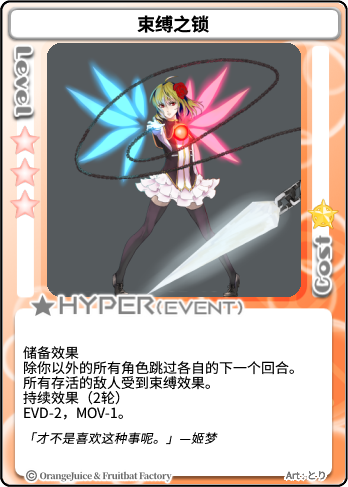 束缚之锁
Level
Cost
HYPER(EVENT)
储备效果
除你以外的所有角色跳过各自的下一个回合。
所有存活的敌人受到束缚效果。
持续效果（2轮）
EVD-2，MOV-1。
「才不是喜欢这种事呢。」—姬梦
© OrangeJuice & Fruitbat Factory
Art : とり